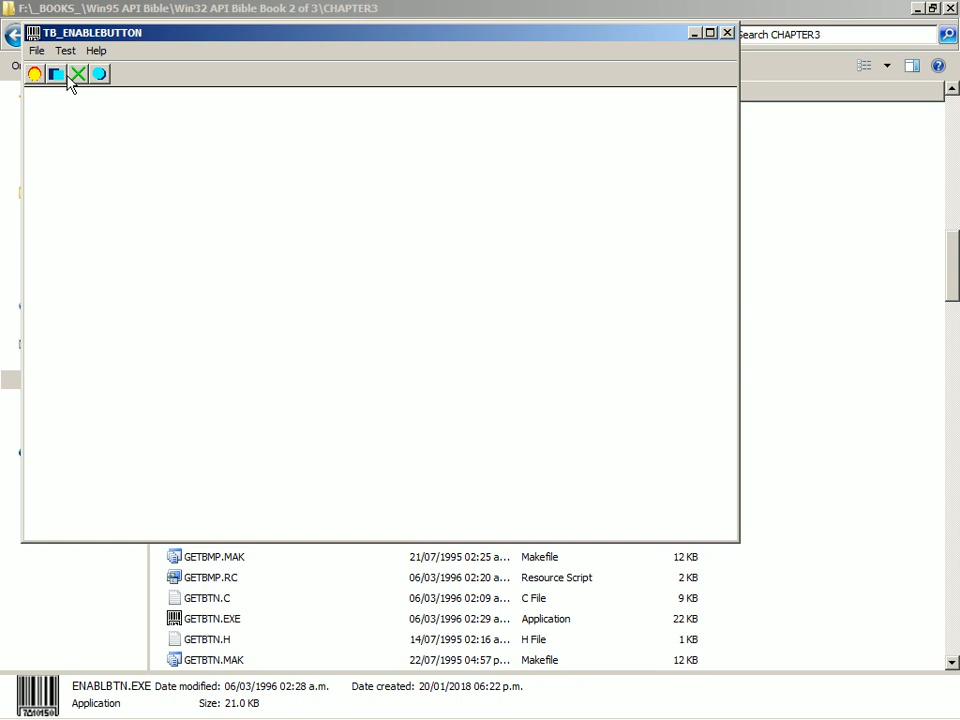 F:\_BOOKS_\Win95 API Bible\Win32 API Bible Book 2 of 3\CHAPTER3
TB_ENABLEBUTTON
Search CHAPTER3
File Test Help
GETBMP.MAK 21/07/1995 02:25 a... Makefile 12 KB
GETBMP.RC 06/03/1996 02:20 a... Resource Script 2 KB
GETBTN.C 06/03/1996 02:09 a... C File 9 KB
GETBTN.EXE 06/03/1996 02:29 a... Application 22 KB
GETBTN.H 14/07/1995 02:16 a... H File 1 KB
GETBTN.MAK 22/07/1995 04:57 p... Makefile 12 KB
ENABLBTN.EXE Date modified: 06/03/1996 02:28 a.m. Date created: 20/01/2018 06:22 p.m.
Application Size: 21.0 KB